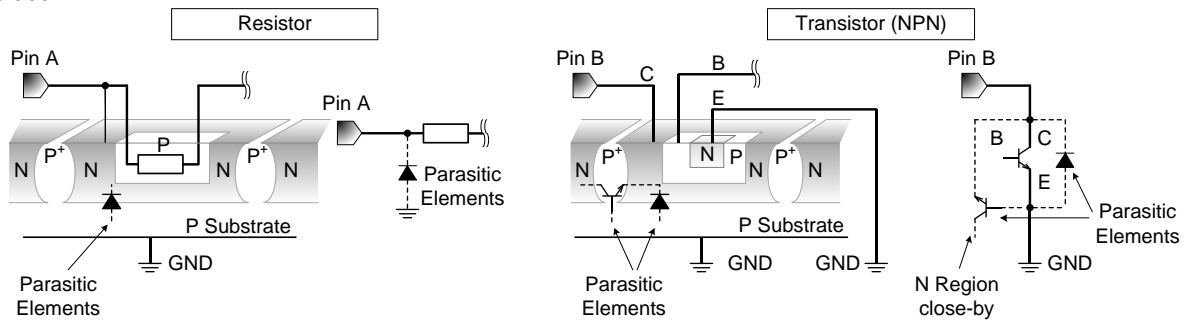 Resistor
Transistor (NPN)
Pin A
Pin A
N
P+
N
P
N
P+
N
Parasitic
Elements
P Substrate
GND
Parasitic
Elements
Pin B
C
B
E
N
P+
N
N
P
P+
N
N
P Substrate
GND
GND
Parasitic
Elements
Pin B
B
C
E
Parasitic
Elements
GND
N Region
close-by